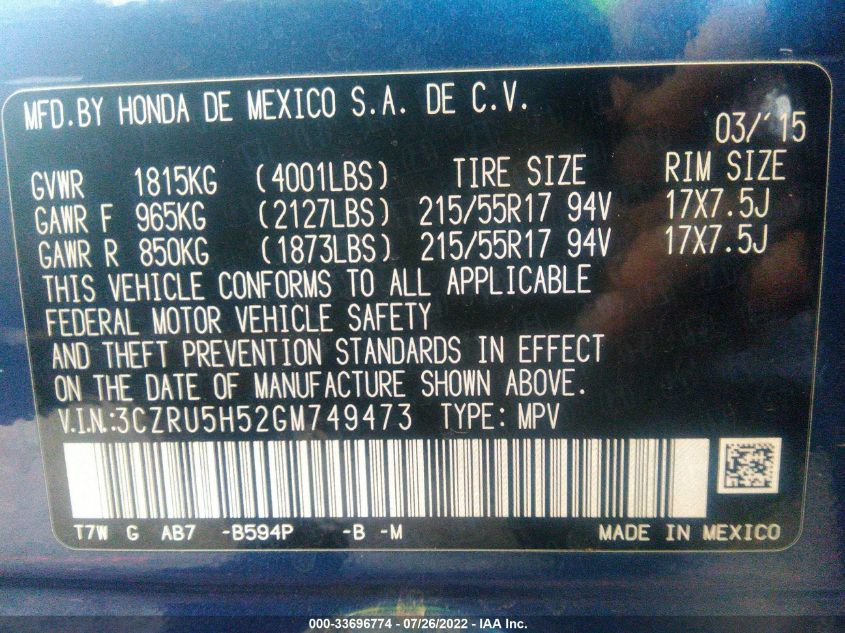 MFD.BY HONDA DE MEXICO S.A. DE C.V.
03/'15
GVWR 1815KG (4001LBS) TIRE SIZE RIM SIZE
GAWR F 965KG (2127LBS) 215/55R17 94V 17X7.5J
GAWR R 850KG (1873LBS) 215/55R17 94V 17X7.5J
THIS VEHICLE CONFORMS TO ALL APPLICABLE
FEDERAL MOTOR VEHICLE SAFETY
AND THEFT PREVENTION STANDARDS IN EFFECT
ON THE DATE OF MANUFACTURE SHOWN ABOVE.
V.I.N.:3CZRU5H52GM749473 TYPE: MPV
T7W G AB7 -B594P -B -M MADE IN MEXICO
000-33696774 - 07/26/2022 - IAA Inc.